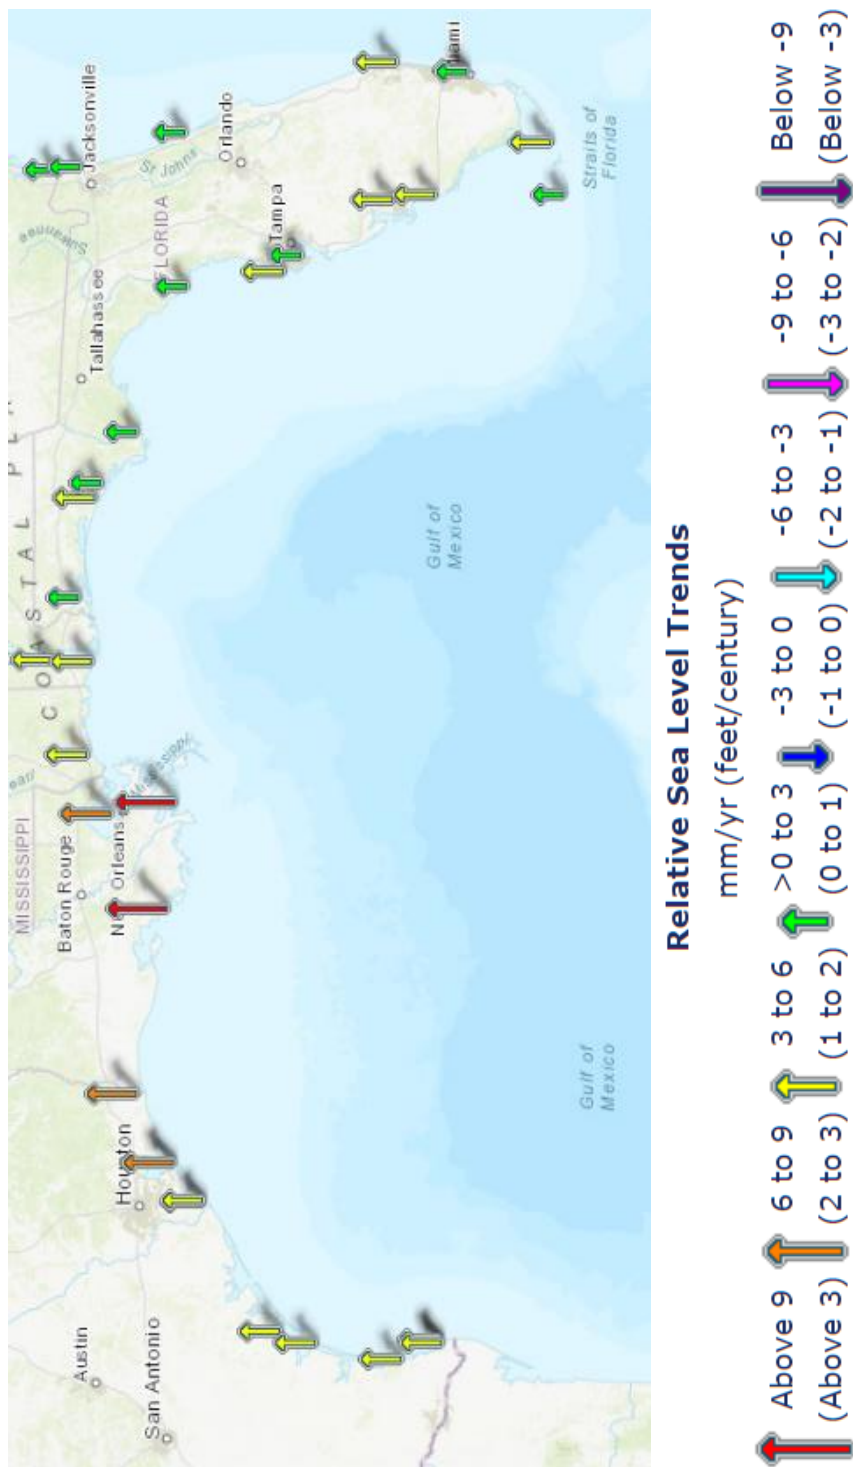 MISSISSIPPI
COASTAL PL
Suwannee
Tallahassee
Jacksonville
Baton Rouge
Orleans
Mississippi
FLORIDA
St Johns
Orlando
Austin
San Antonio
Houston
Tampa
Gulf of
Mexico
Gulf of
Mexico
Straits of
Florida
Relative Sea Level Trends
mm/yr (feet/century)
Above 9
(Above 3)
6 to 9
(2 to 3)
3 to 6
(1 to 2)
>0 to 3
(0 to 1)
-3 to 0
(-1 to 0)
-6 to -3
(-2 to -1)
-9 to -6
(-3 to -2)
Below -9
(Below -3)